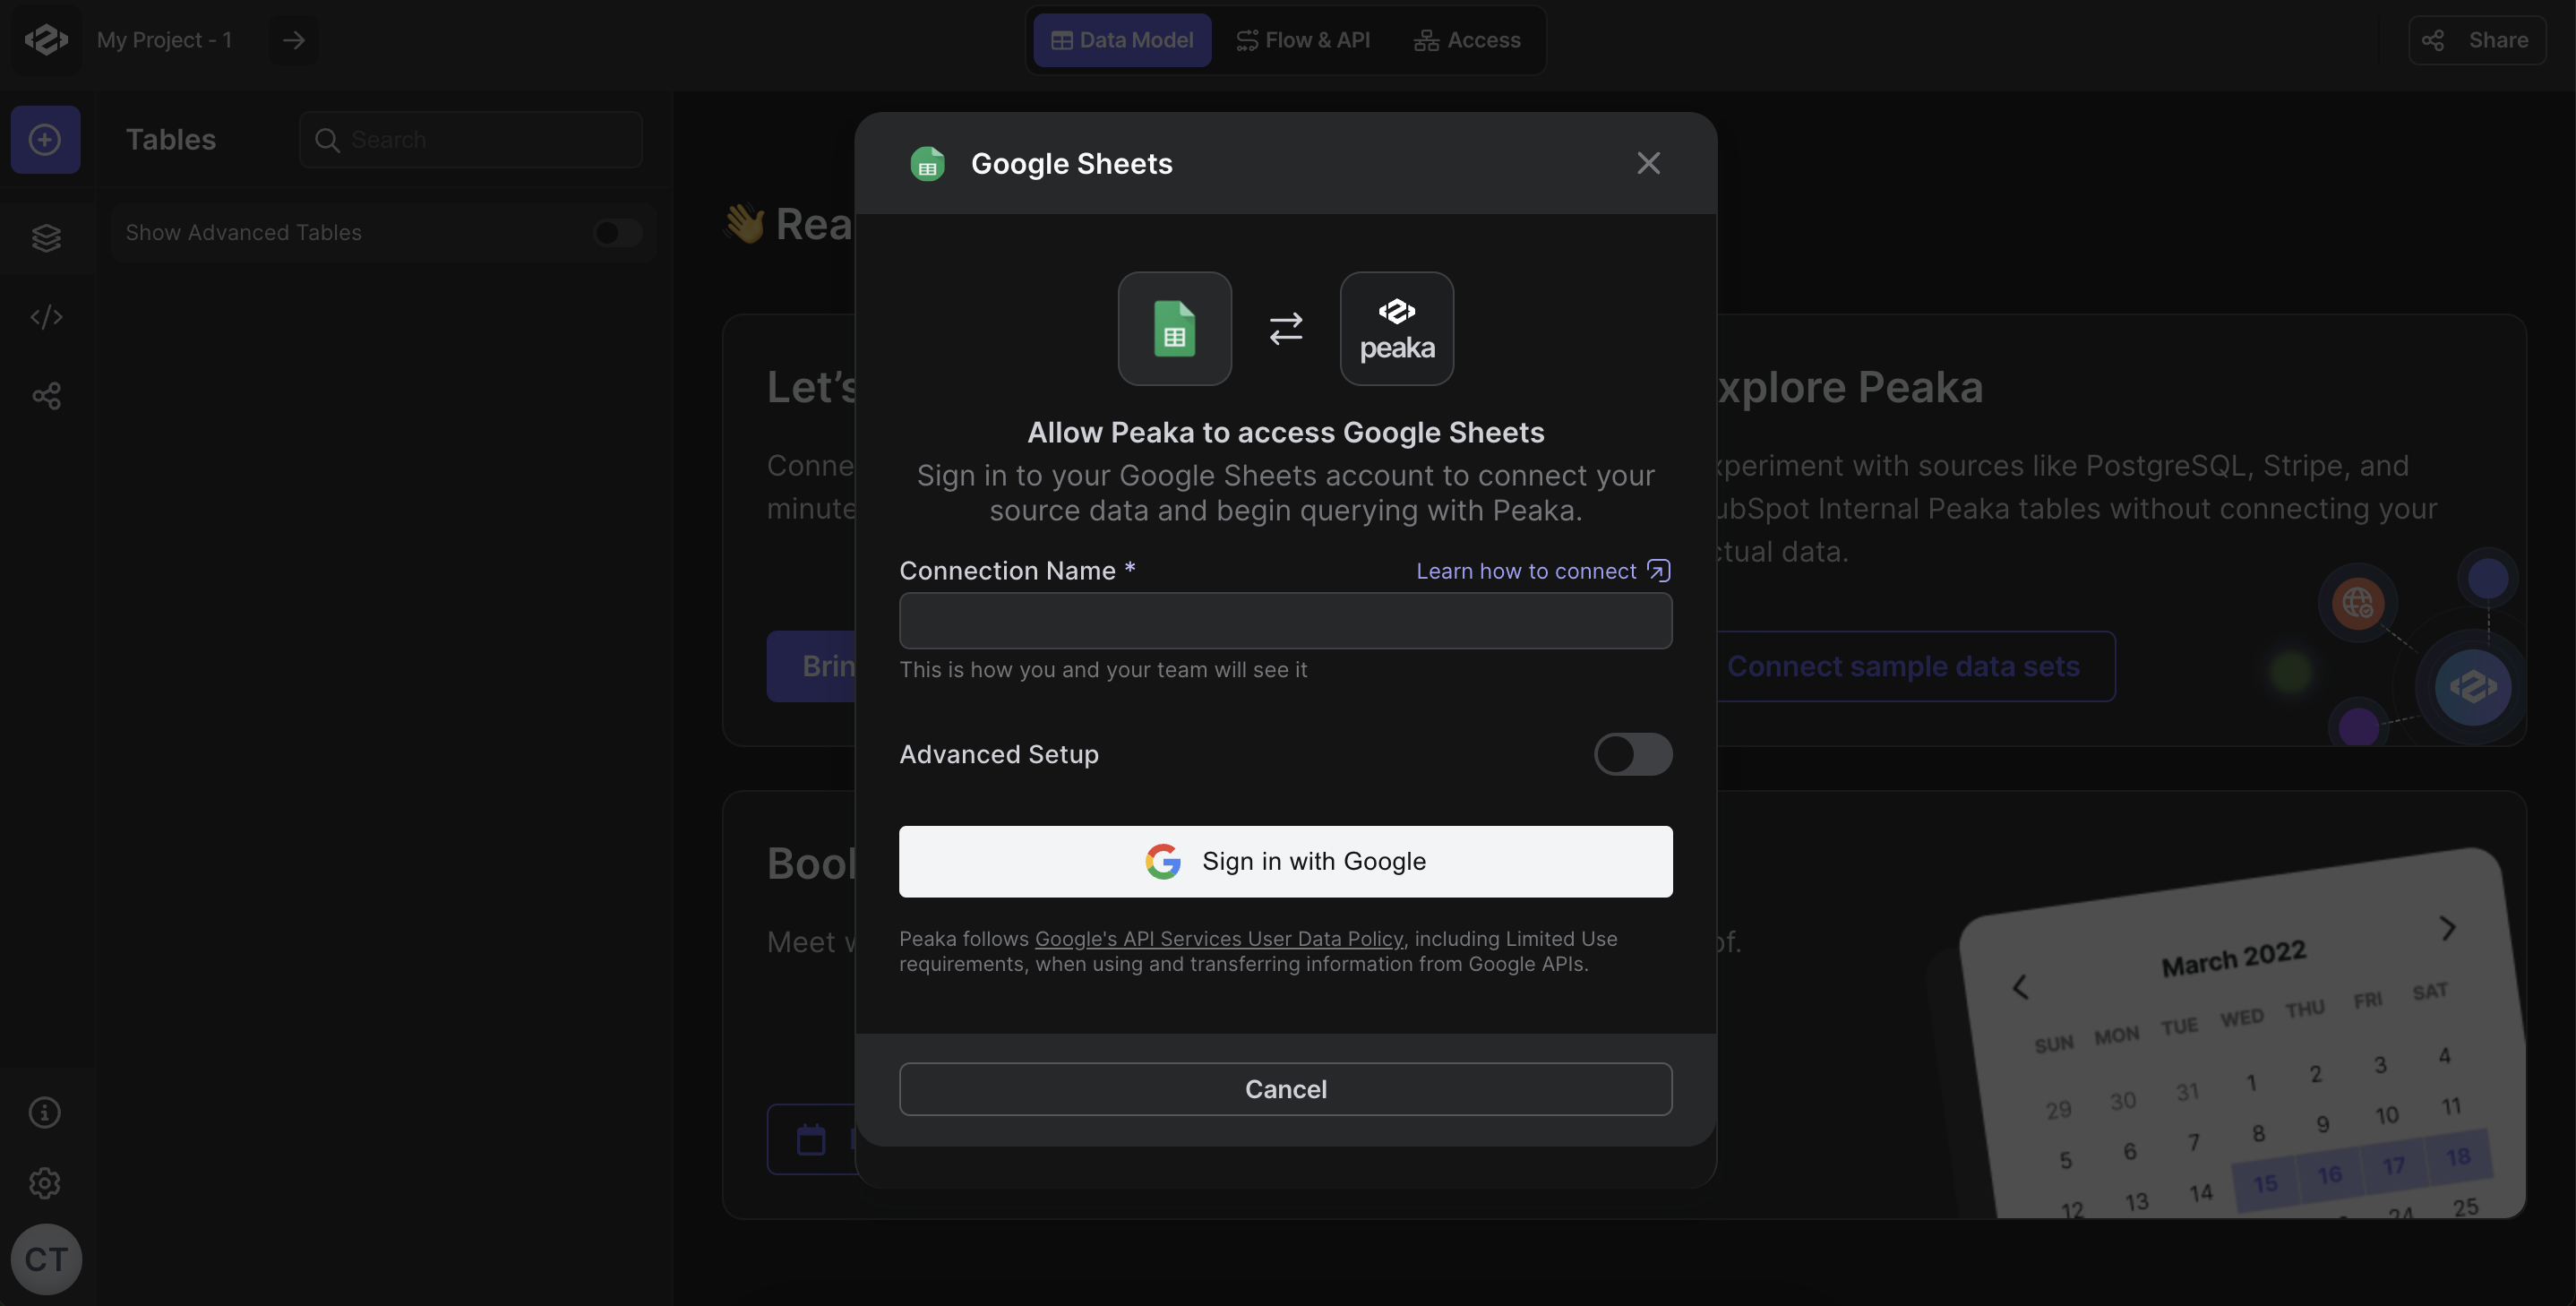 My Project - 1
Data Model
Flow & API
Access
Share
Tables
Search
Show Advanced Tables
Google Sheets
peaka
Allow Peaka to access Google Sheets
Sign in to your Google Sheets account to connect your
source data and begin querying with Peaka.
Connection Name *
Learn how to connect
This is how you and your team will see it
Advanced Setup
Sign in with Google
Peaka follows Google's API Services User Data Policy, including Limited Use
requirements, when using and transferring information from Google APIs.
Cancel
Rea
Let's
Conne
minute
Brin
xplore Peaka
xperiment with sources like PostgreSQL, Stripe, and
ubSpot Internal Peaka tables without connecting your
ctual data.
Connect sample data sets
Book
Meet w
of.
March 2022
SUN MON TUE WED THU FRI SAT
29 30 31 1 2 3 4
5 6 7 8 9 10 11
12 13 14 15 16 17 18
24 25
CT